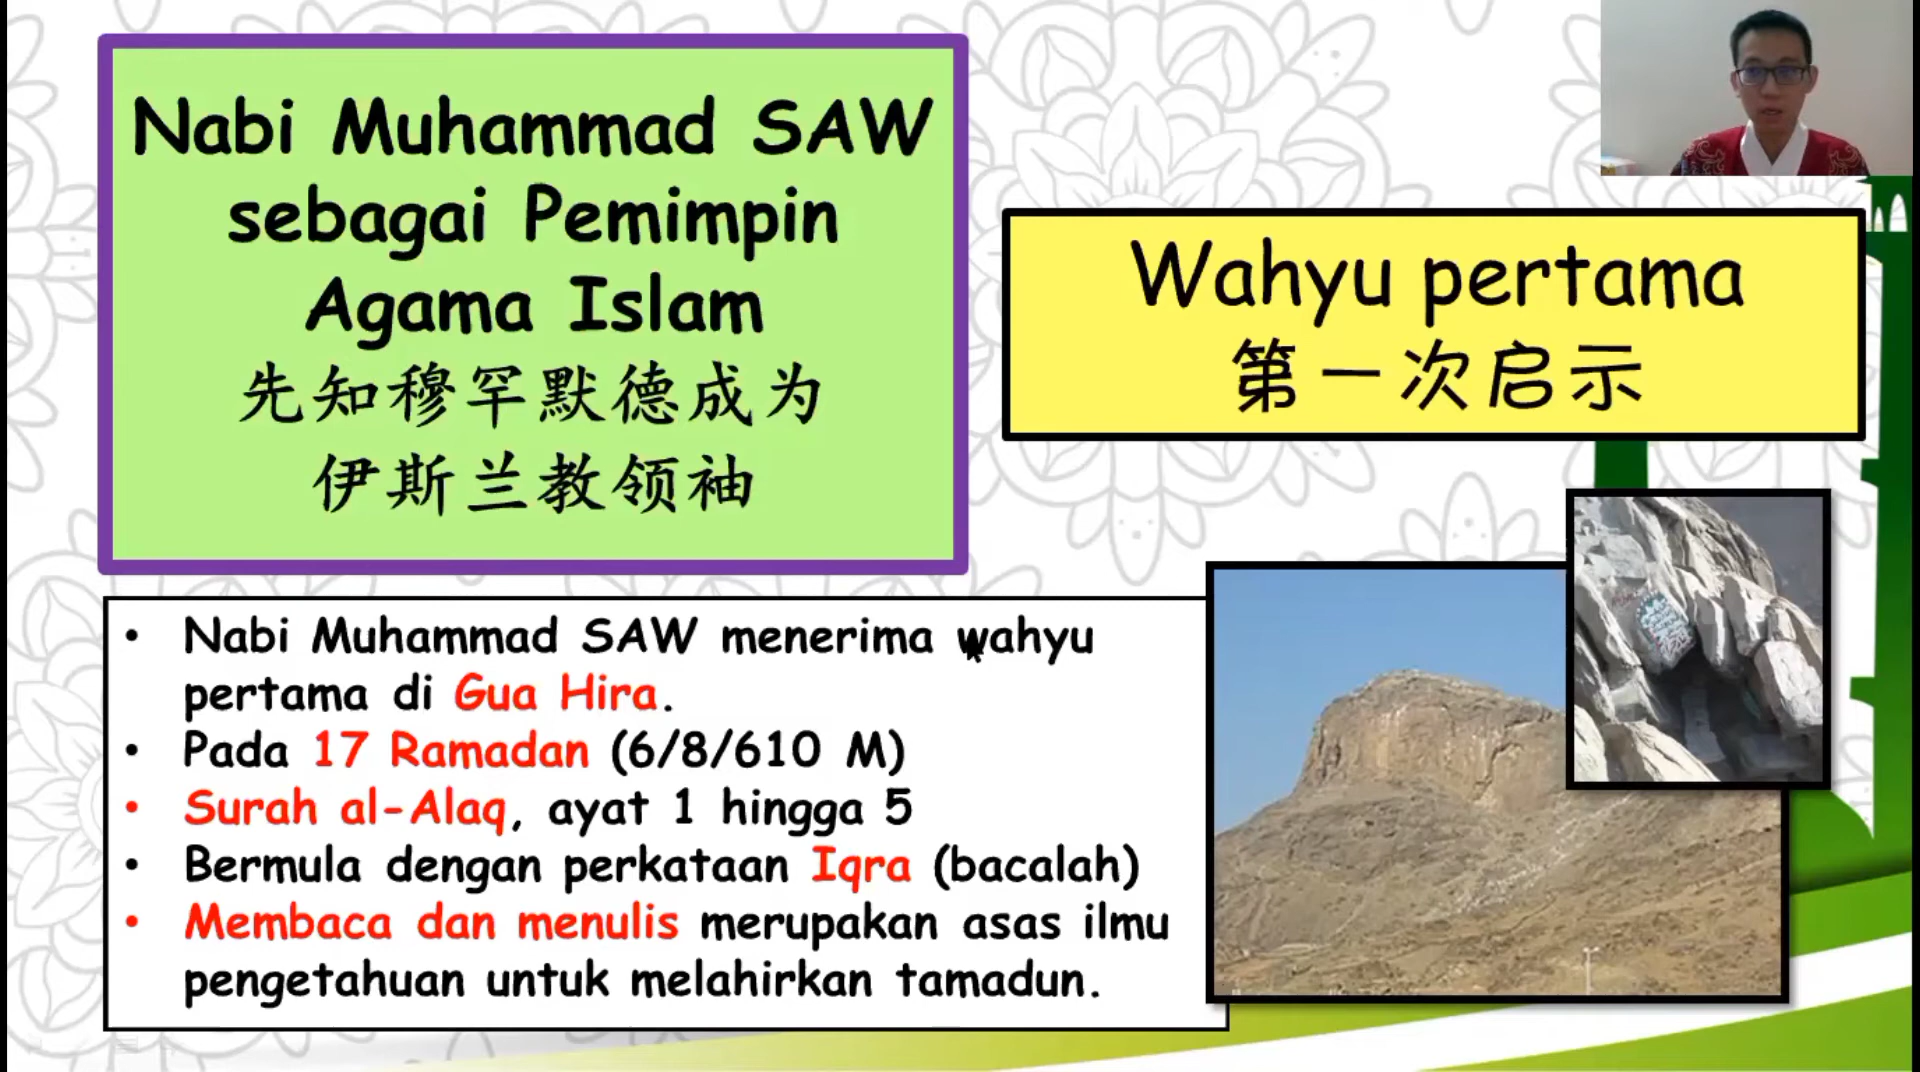 Nabi Muhammad SAW
sebagai Pemimpin
Agama Islam
先知穆罕默德成为
伊斯兰教领袖
Wahyu pertama
第一次启示
• Nabi Muhammad SAW menerima wahyu
pertama di Gua Hira.
• Pada 17 Ramadan (6/8/610 M)
• Surah al-Alaq, ayat 1 hingga 5
• Bermula dengan perkataan Iqra (bacalah)
• Membaca dan menulis merupakan asas ilmu
pengetahuan untuk melahirkan tamadun.